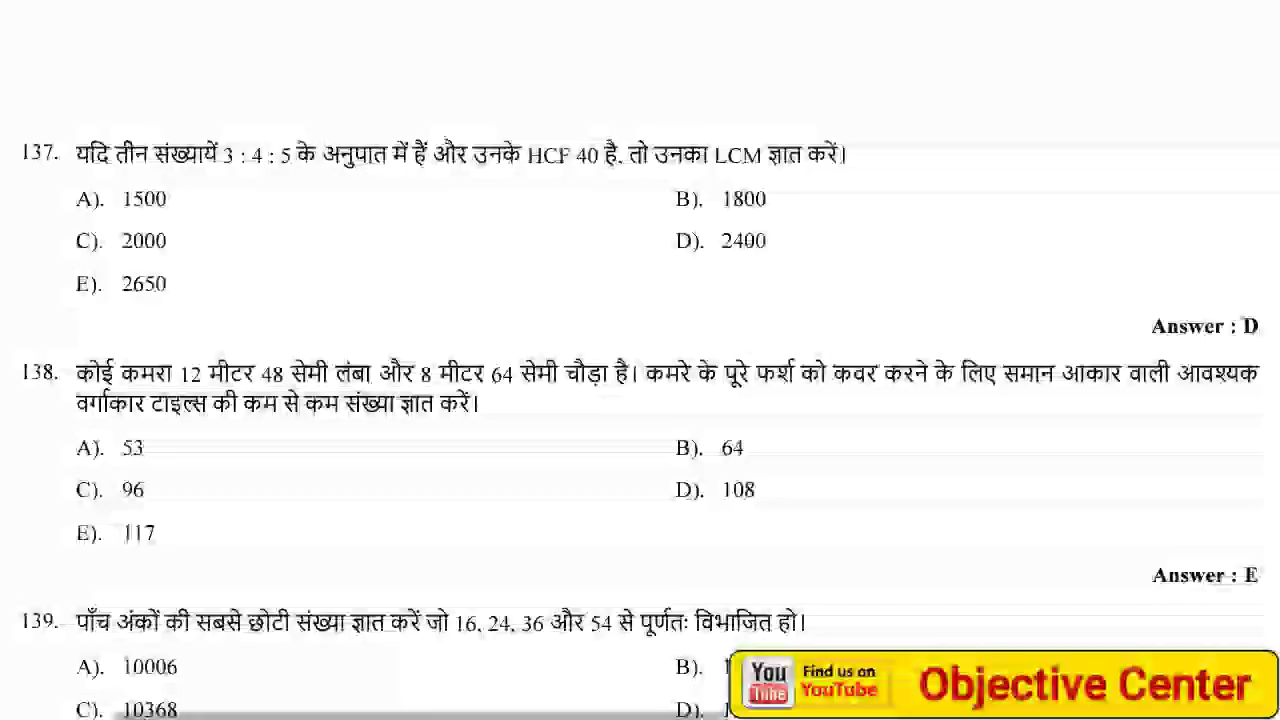 137. यदि तीन संख्यायें 3 : 4 : 5 के अनुपात में हैं और उनके HCF 40 है, तो उनका LCM ज्ञात करें।
A). 1500 B). 1800
C). 2000 D). 2400
E). 2650
Answer : D
138. कोई कमरा 12 मीटर 48 सेमी लंबा और 8 मीटर 64 सेमी चौड़ा है। कमरे के पूरे फर्श को कवर करने के लिए समान आकार वाली आवश्यक
वर्गाकार टाइल्स की कम से कम संख्या ज्ञात करें।
A). 53 B). 64
C). 96 D). 108
E). 117
Answer : E
139. पाँच अंकों की सबसे छोटी संख्या ज्ञात करें जो 16, 24, 36 और 54 से पूर्णतः विभाजित हो।
A). 10006 B).
C). 10368 D).
You Tube Find us on YouTube Objective Center